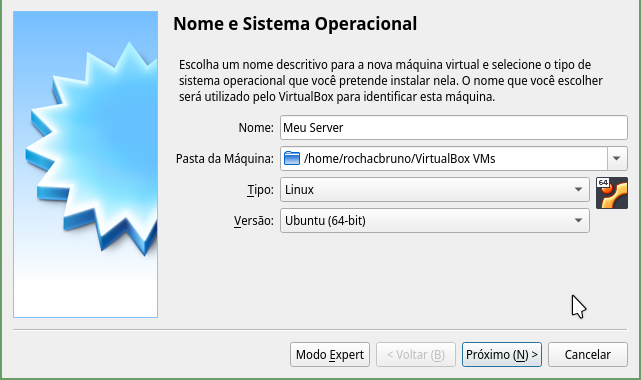 Nome e Sistema Operacional
Escolha um nome descritivo para a nova máquina virtual e selecione o tipo de
sistema operacional que você pretende instalar nela. O nome que você escolher
será utilizado pelo VirtualBox para identificar esta máquina.
Nome: Meu Server
Pasta da Máquina: /home/rochacbruno/VirtualBox VMs
Tipo: Linux 64
Versão: Ubuntu (64-bit)
Modo Expert < Voltar (B) Próximo (N) > Cancelar